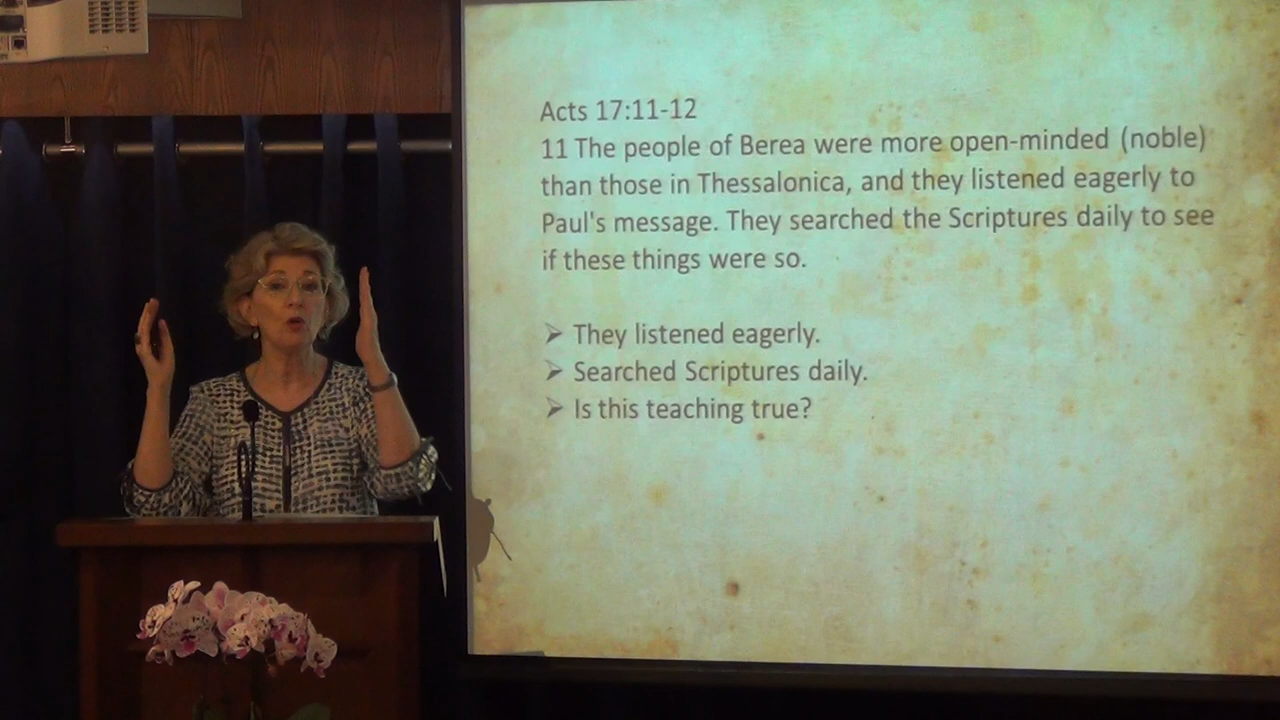 Acts 17:11-12
11 The people of Berea were more open-minded (noble)
than those in Thessalonica, and they listened eagerly to
Paul's message. They searched the Scriptures daily to see
if these things were so.
➢ They listened eagerly.
➢ Searched Scriptures daily.
➢ Is this teaching true?